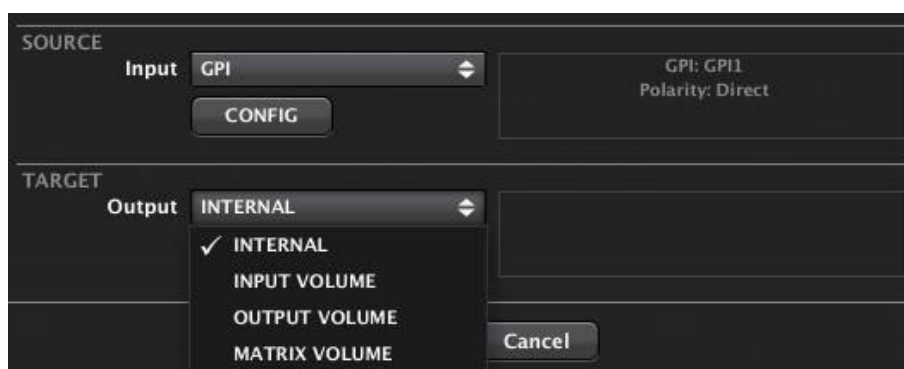 SOURCE
Input GPI
GPI: GPI1
Polarity: Direct
CONFIG
TARGET
Output INTERNAL
✓ INTERNAL
INPUT VOLUME
OUTPUT VOLUME
MATRIX VOLUME
Cancel